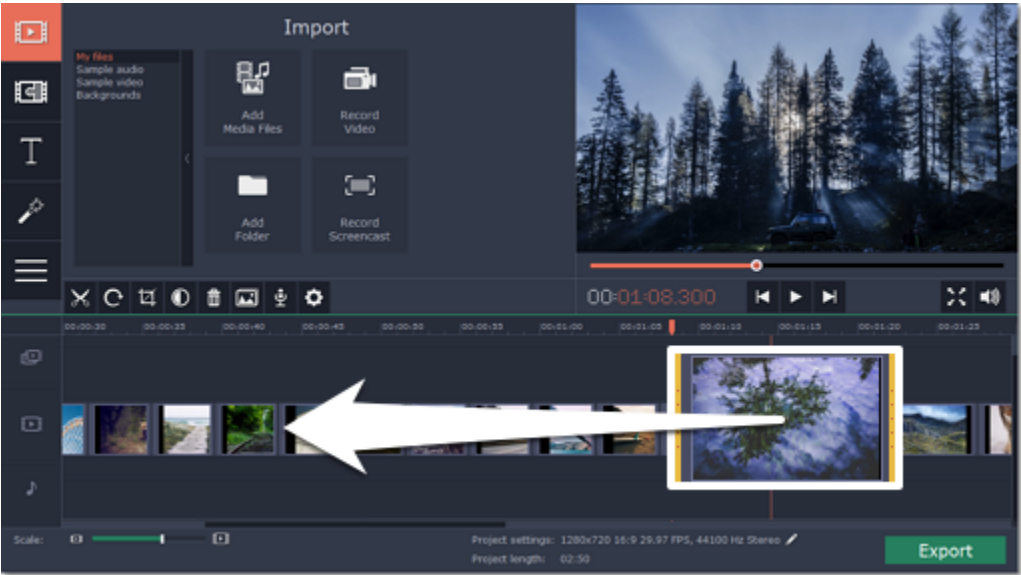 Import
My files
Sample audio
Sample video
Backgrounds
Add
Media Files
Record
Video
Add
Folder
Record
Screencast
T
00:01:08.300
00:00:30 00:00:35 00:00:40 00:00:45 00:00:50 00:00:55 00:01:00 00:01:05 00:01:10 00:01:15 00:01:20 00:01:25
Scale:
Project settings: 1280x720 16:9 29.97 FPS, 44100 Hz Stereo
Project length: 02:50
Export